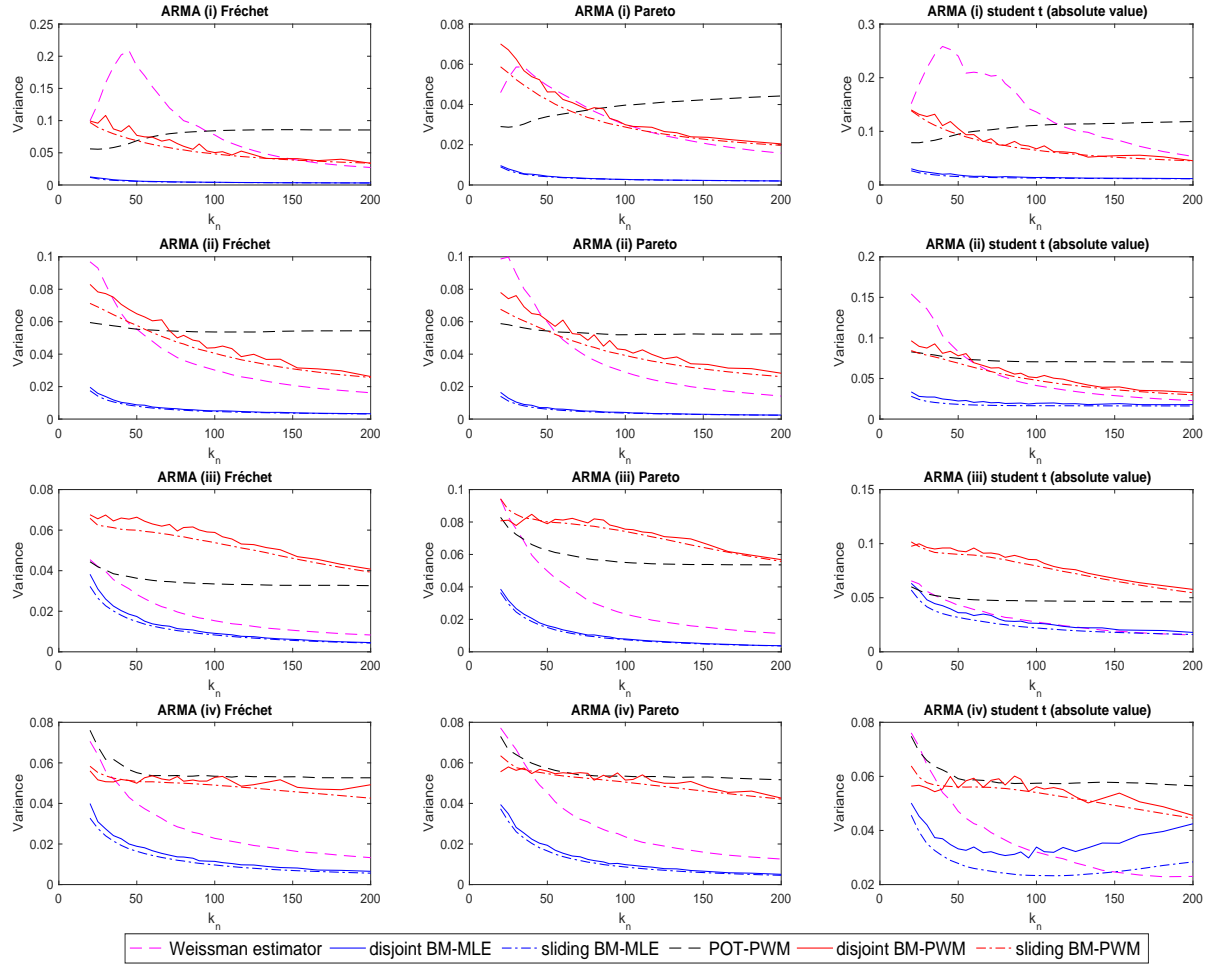 ARMA (i) Fréchet
0.25
0.2
0.15
0.1
0.05
0
Variance
0 50 100 150 200
k_n
ARMA (i) Pareto
0.08
0.06
0.04
0.02
0
Variance
0 50 100 150 200
k_n
ARMA (i) student t (absolute value)
0.3
0.2
0.1
0
Variance
0 50 100 150 200
k_n
ARMA (ii) Fréchet
0.1
0.08
0.06
0.04
0.02
0
Variance
0 50 100 150 200
k_n
ARMA (ii) Pareto
0.1
0.08
0.06
0.04
0.02
0
Variance
0 50 100 150 200
k_n
ARMA (ii) student t (absolute value)
0.2
0.15
0.1
0.05
0
Variance
0 50 100 150 200
k_n
ARMA (iii) Fréchet
0.08
0.06
0.04
0.02
0
Variance
0 50 100 150 200
k_n
ARMA (iii) Pareto
0.1
0.08
0.06
0.04
0.02
0
Variance
0 50 100 150 200
k_n
ARMA (iii) student t (absolute value)
0.15
0.1
0.05
0
Variance
0 50 100 150 200
k_n
ARMA (iv) Fréchet
0.08
0.06
0.04
0.02
0
Variance
0 50 100 150 200
k_n
ARMA (iv) Pareto
0.08
0.06
0.04
0.02
0
Variance
0 50 100 150 200
k_n
ARMA (iv) student t (absolute value)
0.08
0.06
0.04
0.02
Variance
0 50 100 150 200
k_n
Weissman estimator disjoint BM-MLE sliding BM-MLE POT-PWM disjoint BM-PWM sliding BM-PWM